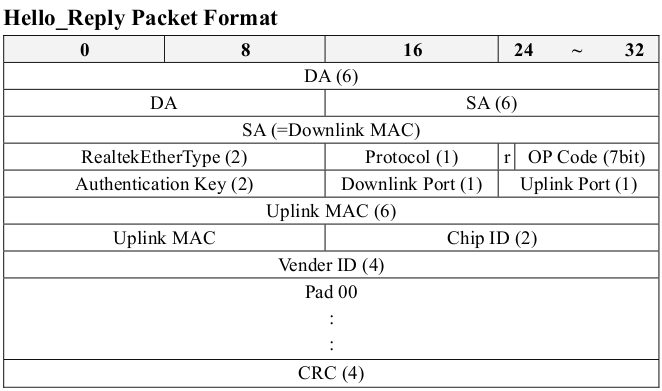 Hello_Reply Packet Format
0 8 16 24 ~ 32
DA (6)
DA SA (6)
SA (=Downlink MAC)
RealtekEtherType (2) Protocol (1) r OP Code (7bit)
Authentication Key (2) Downlink Port (1) Uplink Port (1)
Uplink MAC (6)
Uplink MAC Chip ID (2)
Vender ID (4)
Pad 00
:
:
CRC (4)